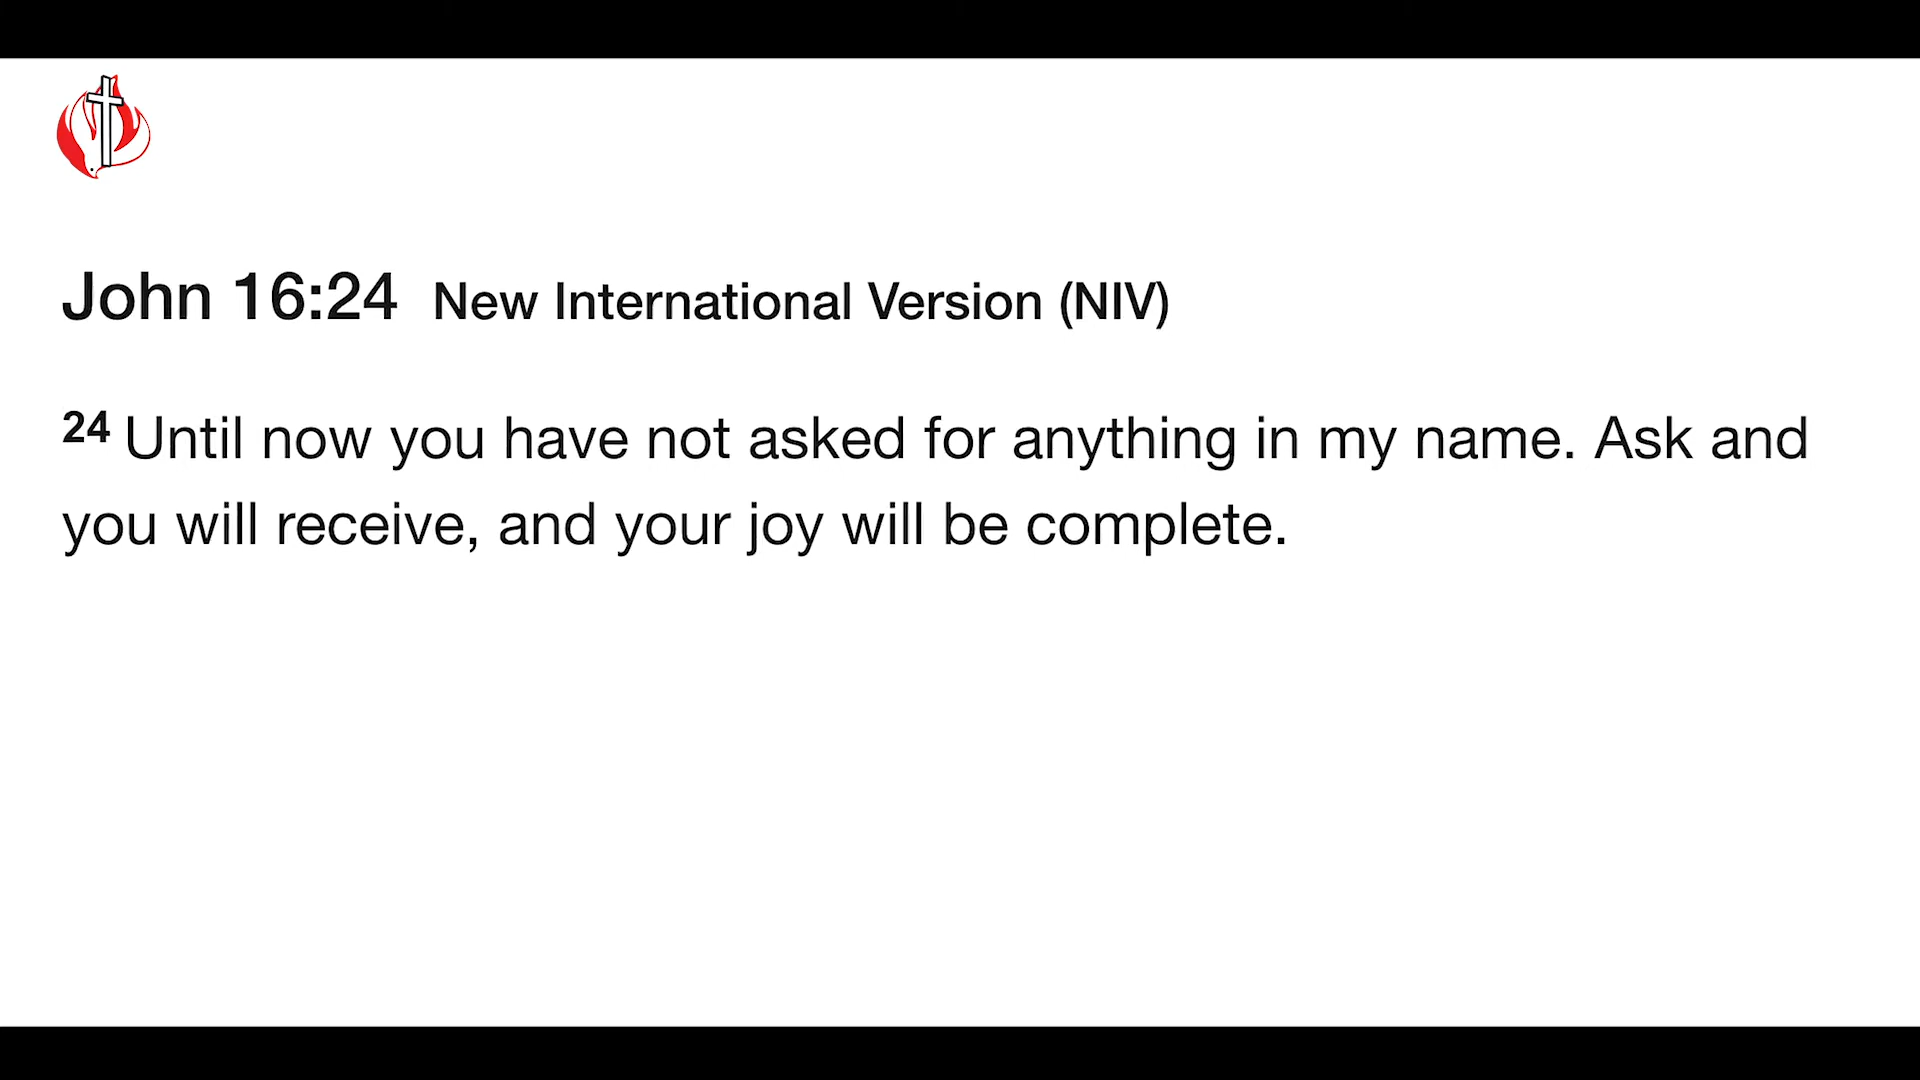 John 16:24 New International Version (NIV)
24 Until now you have not asked for anything in my name. Ask and
you will receive, and your joy will be complete.